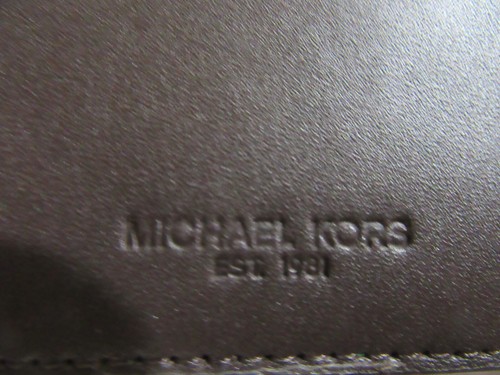 MICHAEL KORS
EST. 1981